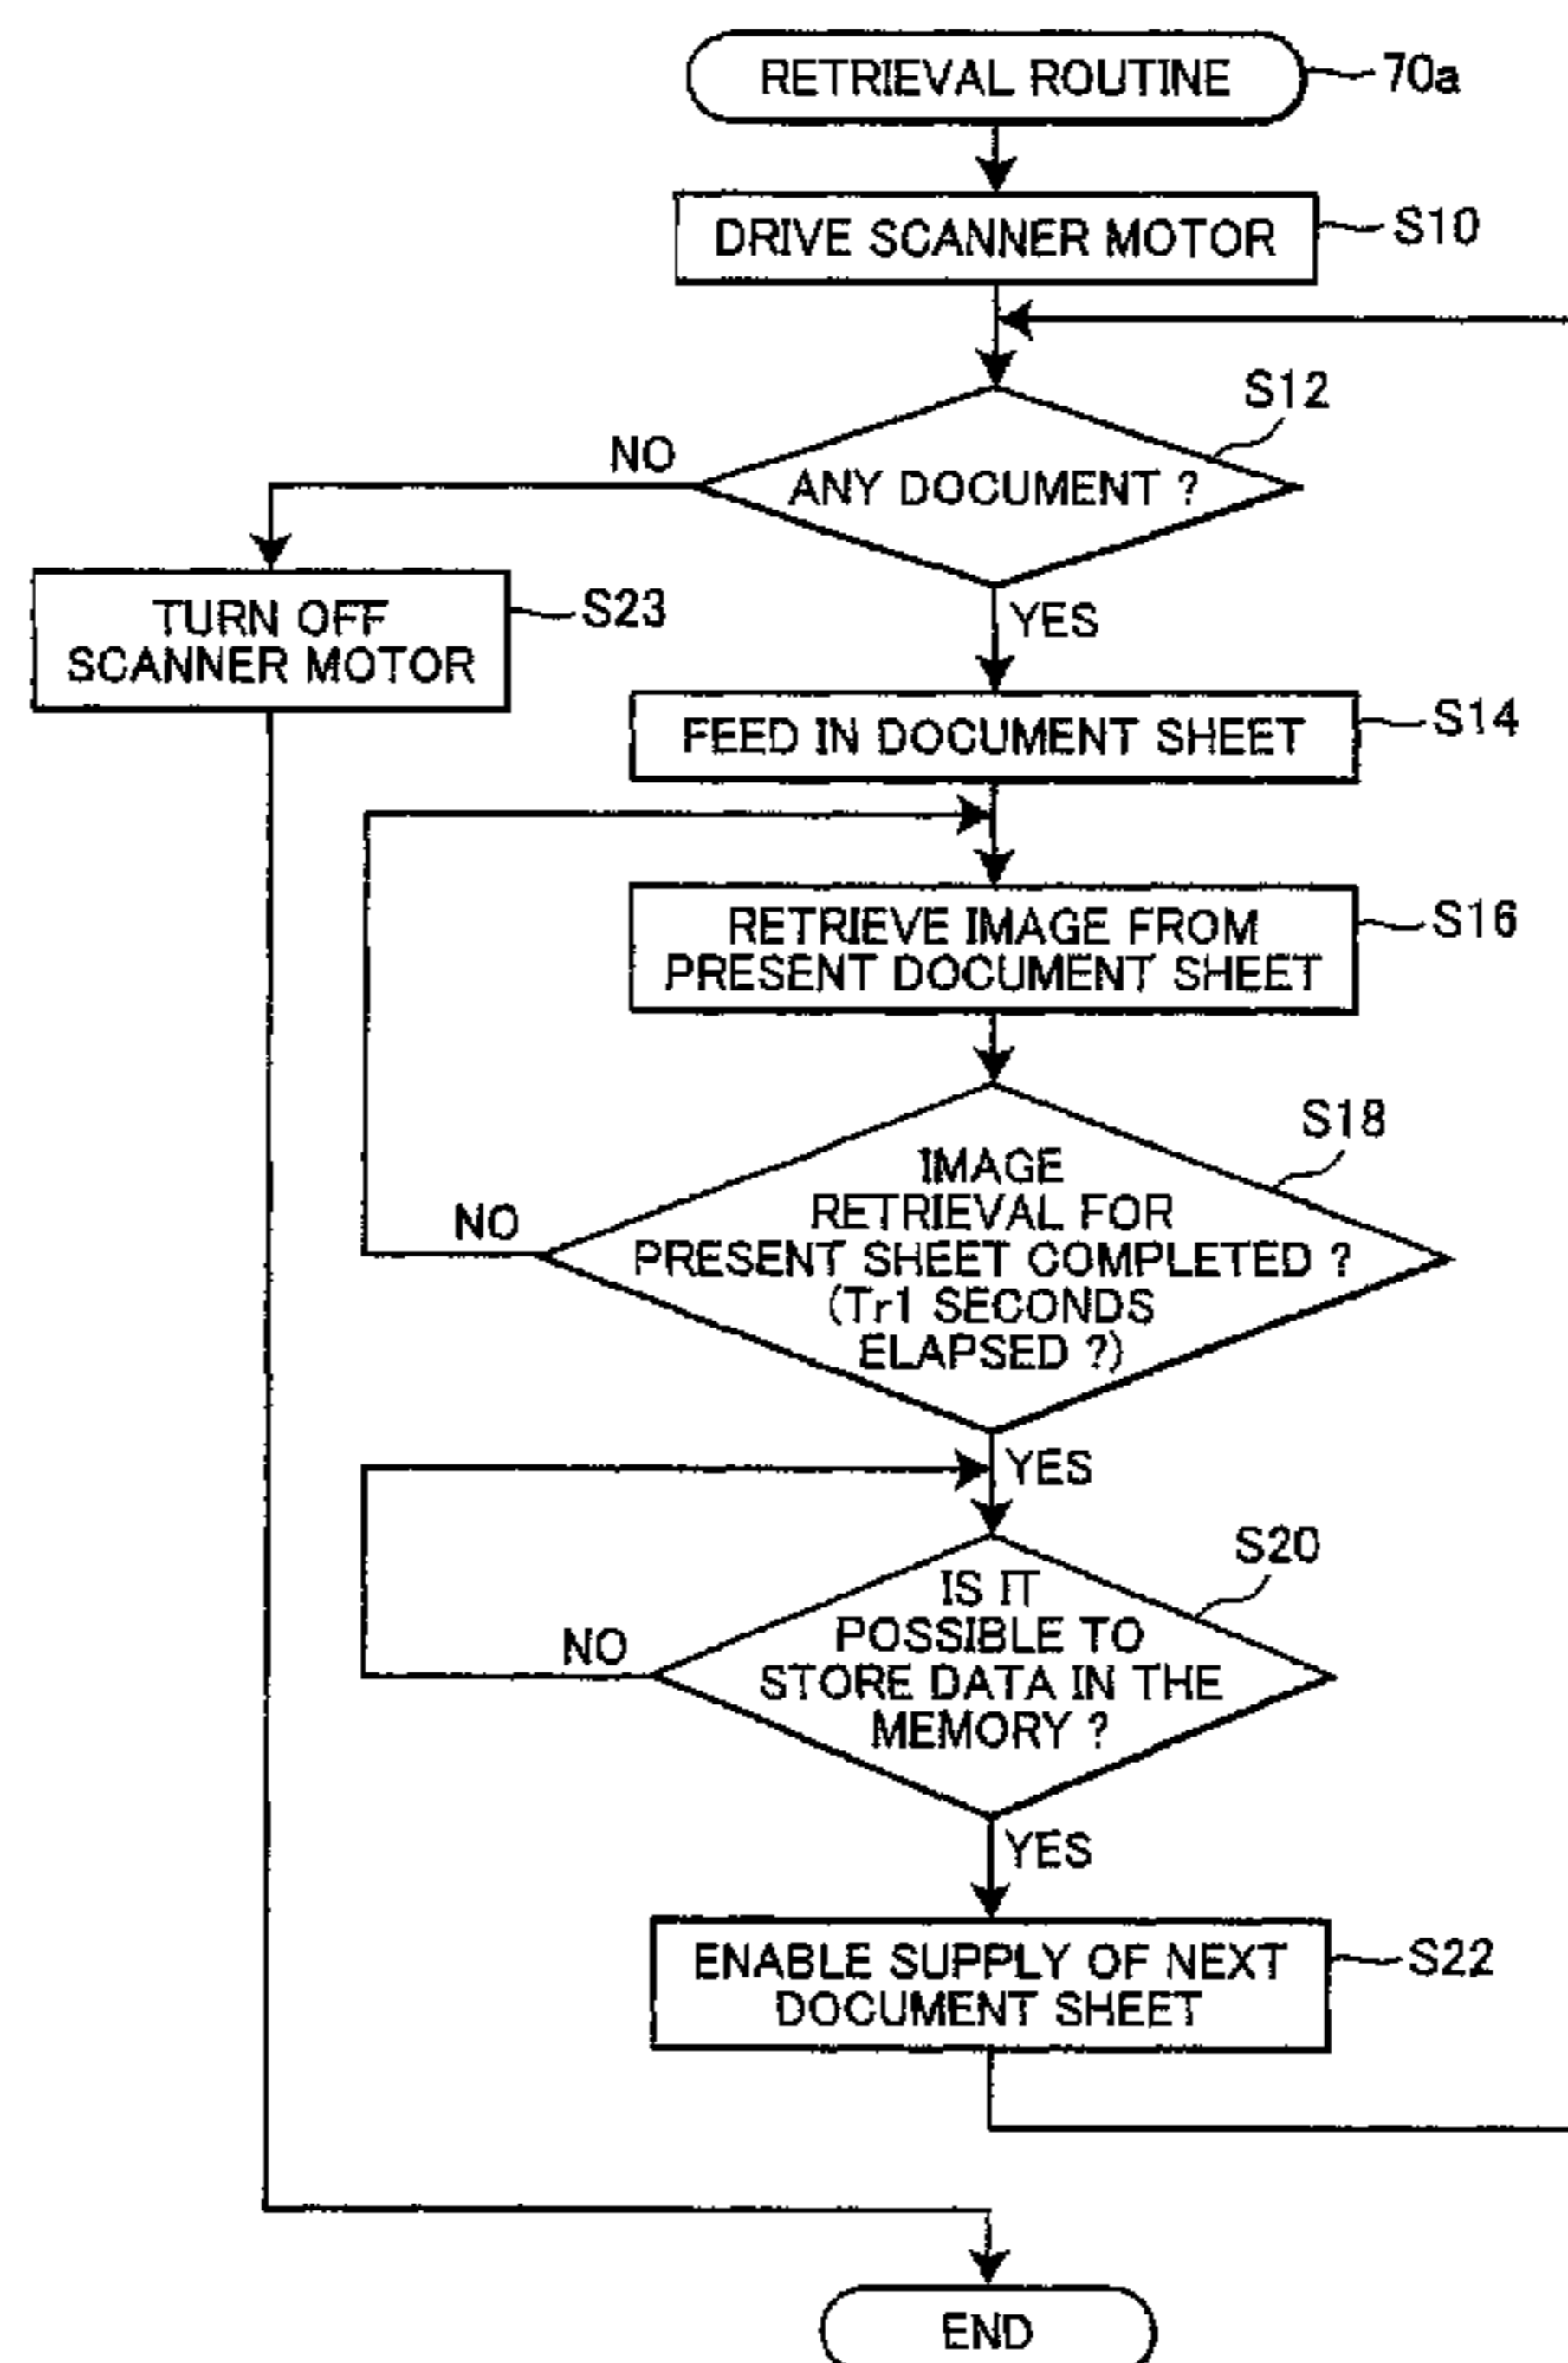 RETRIEVAL ROUTINE
70a
DRIVE SCANNER MOTOR
S10
S12
NO
ANY DOCUMENT ?
TURN OFF
SCANNER MOTOR
S23
YES
FEED IN DOCUMENT SHEET
S14
RETRIEVE IMAGE FROM
PRESENT DOCUMENT SHEET
S16
S18
IMAGE
RETRIEVAL FOR
PRESENT SHEET COMPLETED ?
(Tr1 SECONDS
ELAPSED ?)
NO
YES
S20
IS IT
POSSIBLE TO
STORE DATA IN THE
MEMORY ?
NO
YES
ENABLE SUPPLY OF NEXT
DOCUMENT SHEET
S22
END